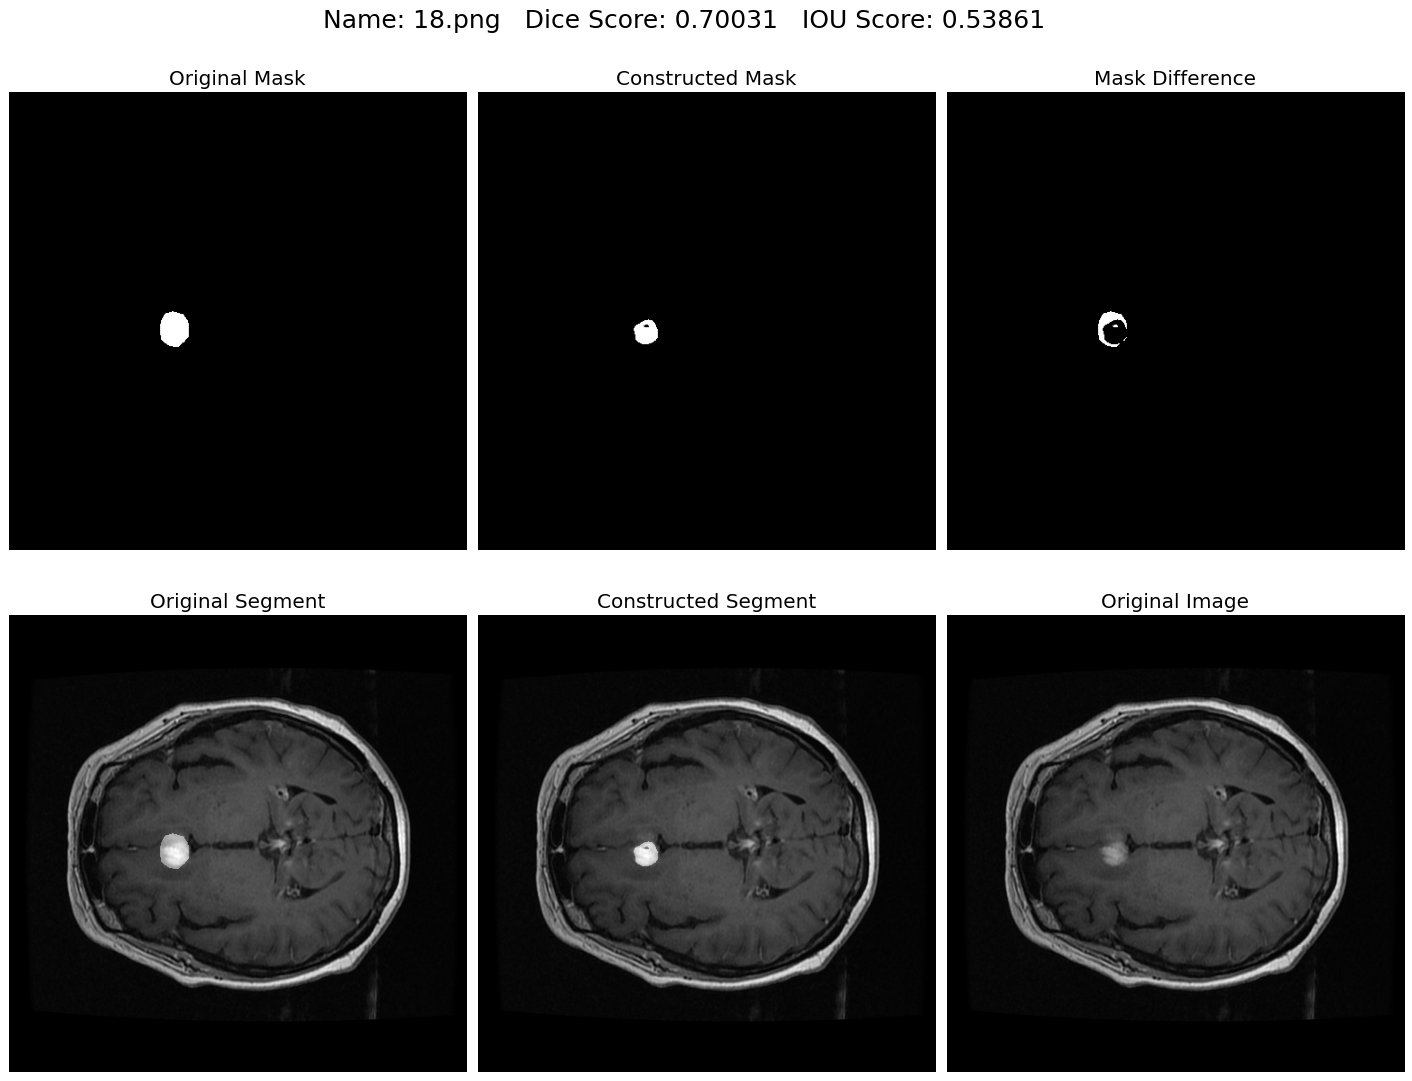 Name: 18.png   Dice Score: 0.70031   IOU Score: 0.53861
Original Mask
Constructed Mask
Mask Difference
Original Segment
Constructed Segment
Original Image